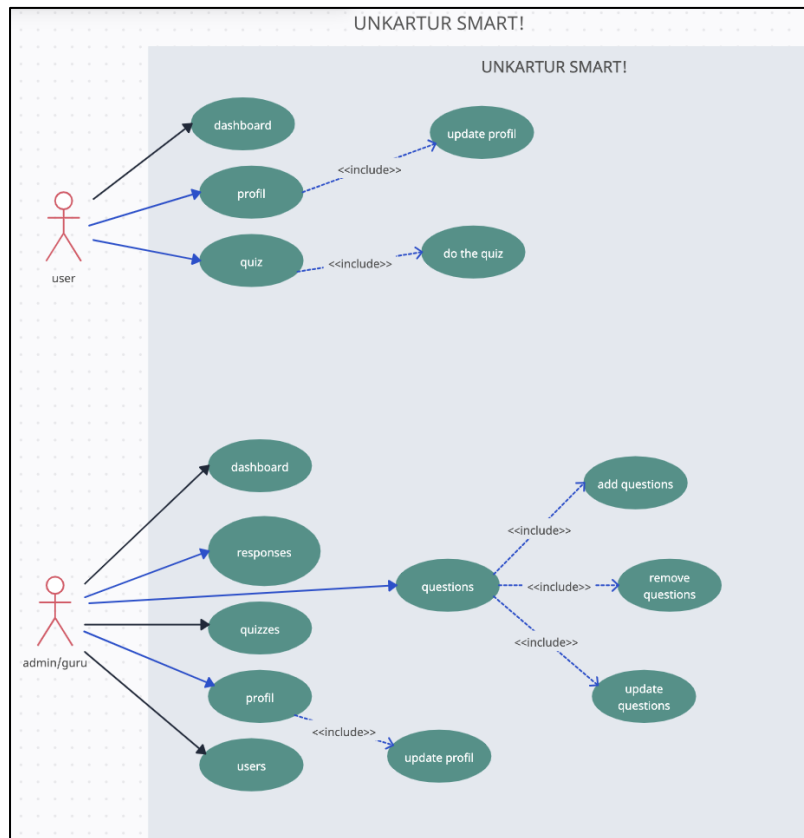 UNKARTUR SMART!
UNKARTUR SMART!
dashboard
update profil
<<include>>
profil
quiz
<<include>>
do the quiz
user
dashboard
add questions
<<include>>
responses
questions
<<include>>
remove
questions
quizzes
admin/guru
<<include>>
profil
update
questions
<<include>>
users
update profil